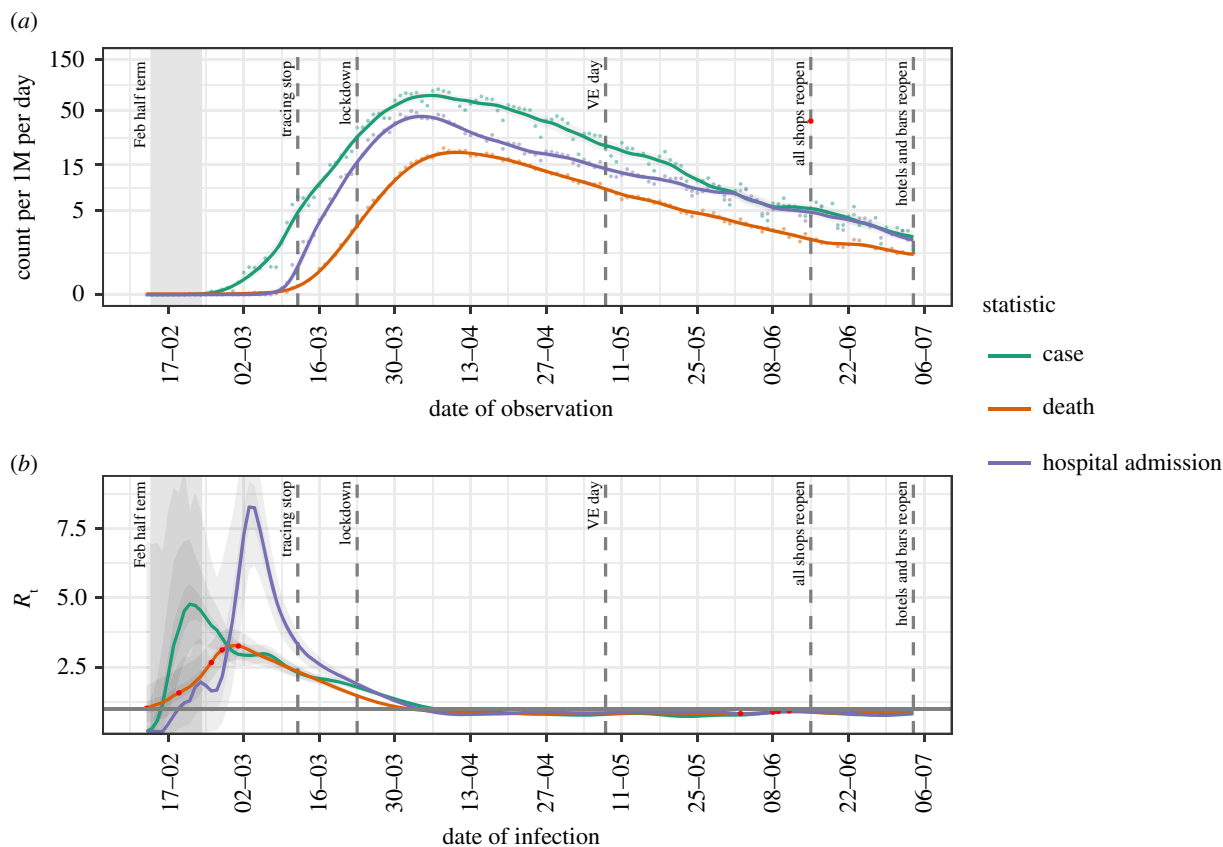 (a)
count per 1M per day
150
50
15
5
0
Feb half term
tracing stop
lockdown
VE day
all shops reopen
hotels and bars reopen
17–02
02–03
16–03
30–03
13–04
27–04
11–05
25–05
08–06
22–06
06–07
date of observation
statistic
case
death
hospital admission
(b)
Rt
7.5
5.0
2.5
Feb half term
tracing stop
lockdown
VE day
all shops reopen
hotels and bars reopen
17–02
02–03
16–03
30–03
13–04
27–04
11–05
25–05
08–06
22–06
06–07
date of infection